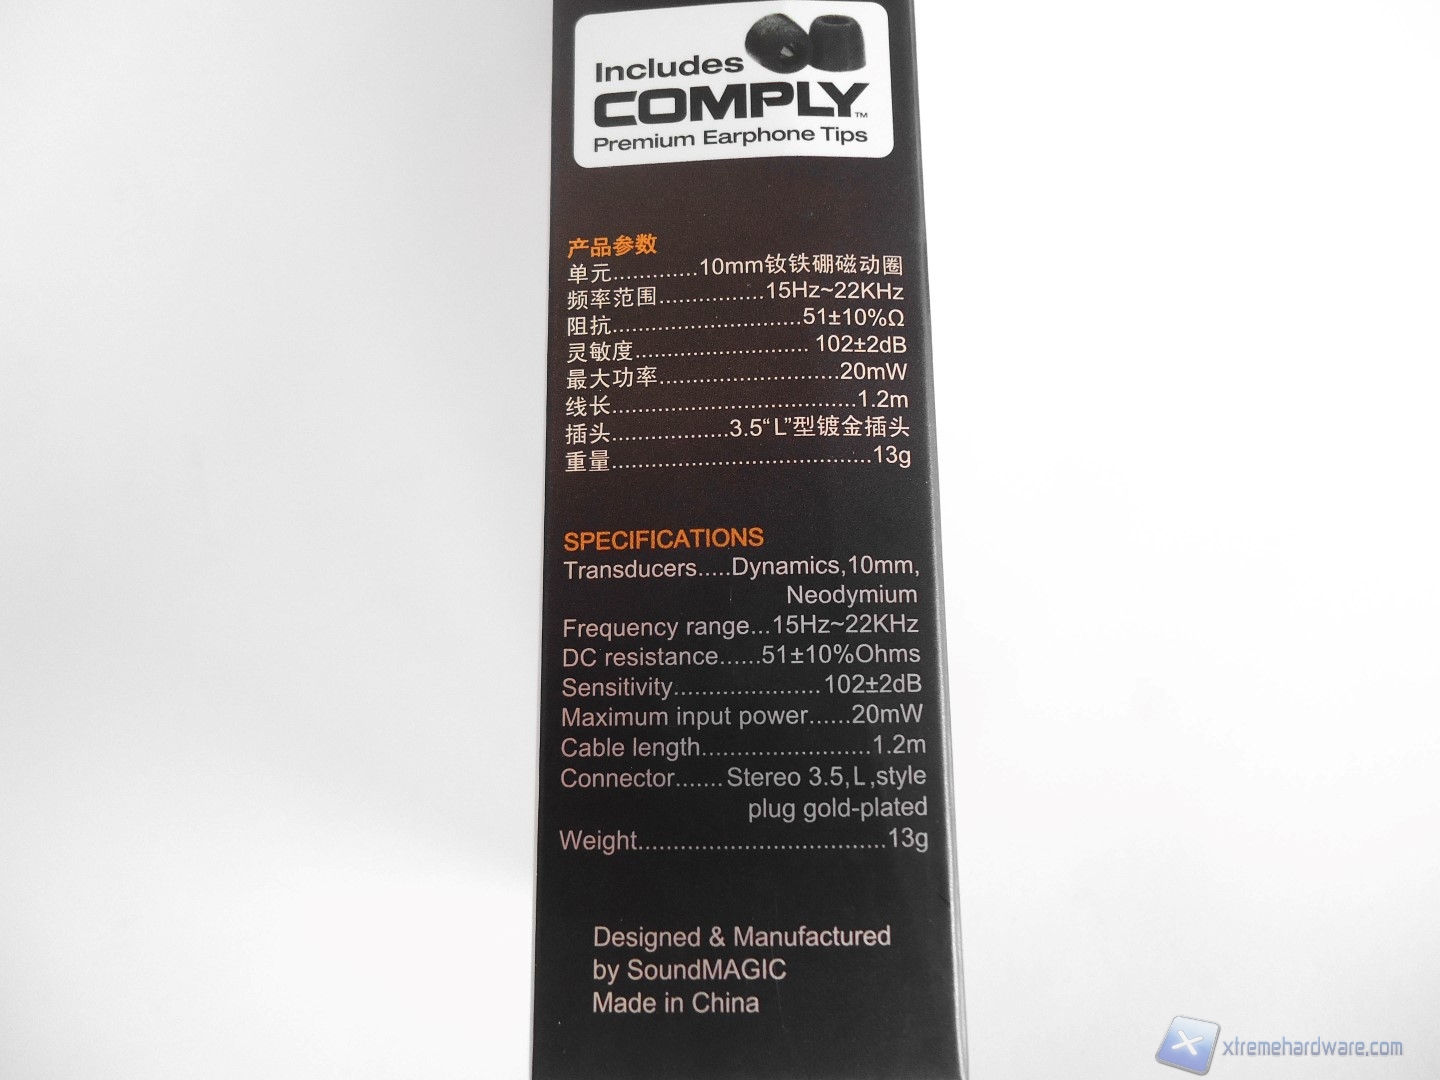 Includes
COMPLY™
Premium Earphone Tips
产品参数
单元.............10mm钕铁硼磁动圈
频率范围................15Hz~22KHz
阻抗.............................51±10%Ω
灵敏度.......................... 102±2dB
最大功率...........................20mW
线长.....................................1.2m
插头..................3.5“L”型镀金插头
重量.......................................13g
SPECIFICATIONS
Transducers.....Dynamics,10mm,
Neodymium
Frequency range...15Hz~22KHz
DC resistance......51±10%Ohms
Sensitivity.....................102±2dB
Maximum input power......20mW
Cable length........................1.2m
Connector.......Stereo 3.5,L,style
plug gold-plated
Weight...................................13g
Designed & Manufactured
by SoundMAGIC
Made in China
xtremehardware.com